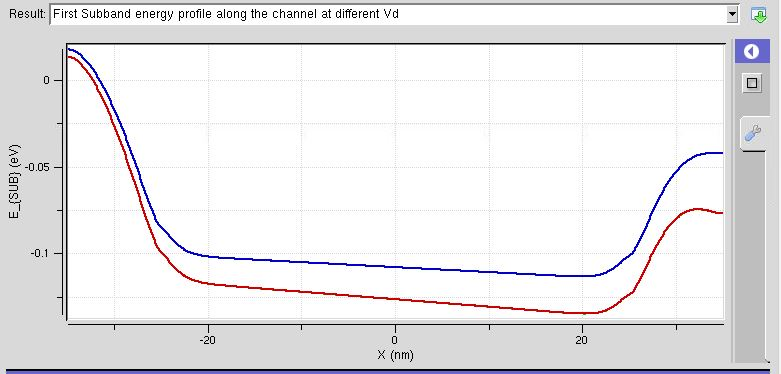 Result: First Subband energy profile along the channel at different Vd
0
-0.05
-0.1
E_{SUB} (eV)
-20
0
20
X (nm)